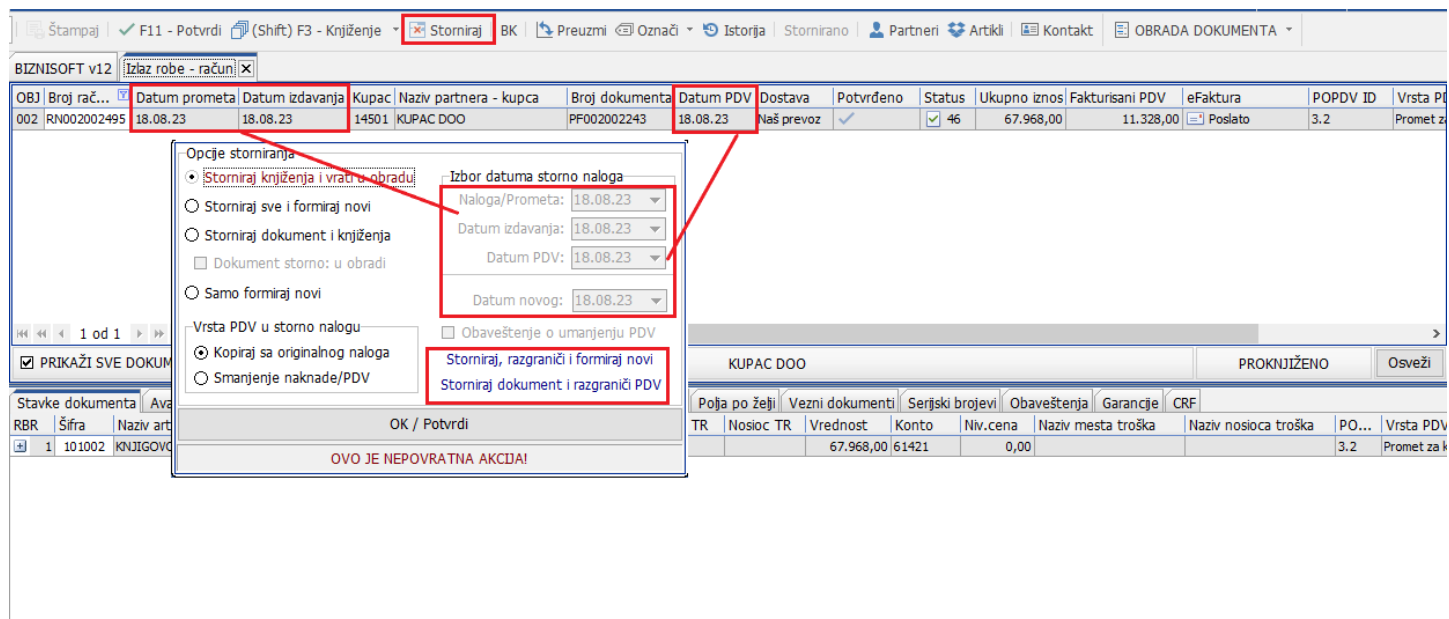 Štampaj F11 - Potvrdi (Shift) F3 - Knjiženje Storniraj BK Preuzmi Označi Istorija Stornirano Partneri Artikli Kontakt OBRADA DOKUMENTA
BIZNISOFT v12 Izlaz robe - račun
OBJ Broj rač... Datum prometa Datum izdavanja Kupac Naziv partnera - kupca Broj dokumenta Datum PDV Dostava Potvrđeno Status Ukupno iznos Fakturisani PDV eFaktura POPDV ID Vrsta
002 RN002002495 18.08.23 18.08.23 14501 KUPAC DOO PF002002243 18.08.23 Naš prevoz 46 67.968,00 11.328,00 Poslato 3.2 Promet
Opcije storniranja
Storniraj knjiženja i vrati u obradu
Storniraj sve i formiraj novi
Storniraj dokument i knjiženja
Dokument storno: u obradi
Samo formiraj novi
Vrsta PDV u storno nalogu
Kopiraj sa originalnog naloga
Smanjenje naknade/PDV
Izbor datuma storno naloga
Naloga/Prometa: 18.08.23
Datum izdavanja: 18.08.23
Datum PDV: 18.08.23
Datum novog: 18.08.23
Obaveštenje o umanjenju PDV
Storniraj, razgraniči i formiraj novi
Storniraj dokument i razgraniči PDV
OK / Potvrdi
OVO JE NEPOVRATNA AKCIJA!
1 od 1
PRIKAŽI SVE DOKUM KUPAC DOO PROKNJIŽENO Osveži
Stavke dokumenta Ava Polja po želji Vezni dokumenti Serijski brojevi Obaveštenja Garancije CRF
RBR Šifra Naziv art TR Nosioc TR Vrednost Konto Niv.cena Naziv mesta troška Naziv nosioca troška PO... Vrsta PDV
1 101002 KNJIGOVO 67.968,00 61421 0,00 3.2 Promet za k